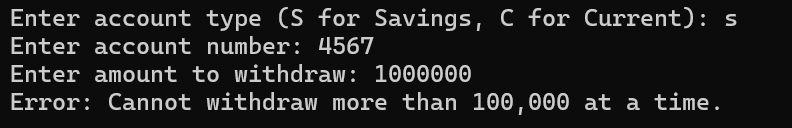 Enter account type (S for Savings, C for Current): s
Enter account number: 4567
Enter amount to withdraw: 1000000
Error: Cannot withdraw more than 100,000 at a time.